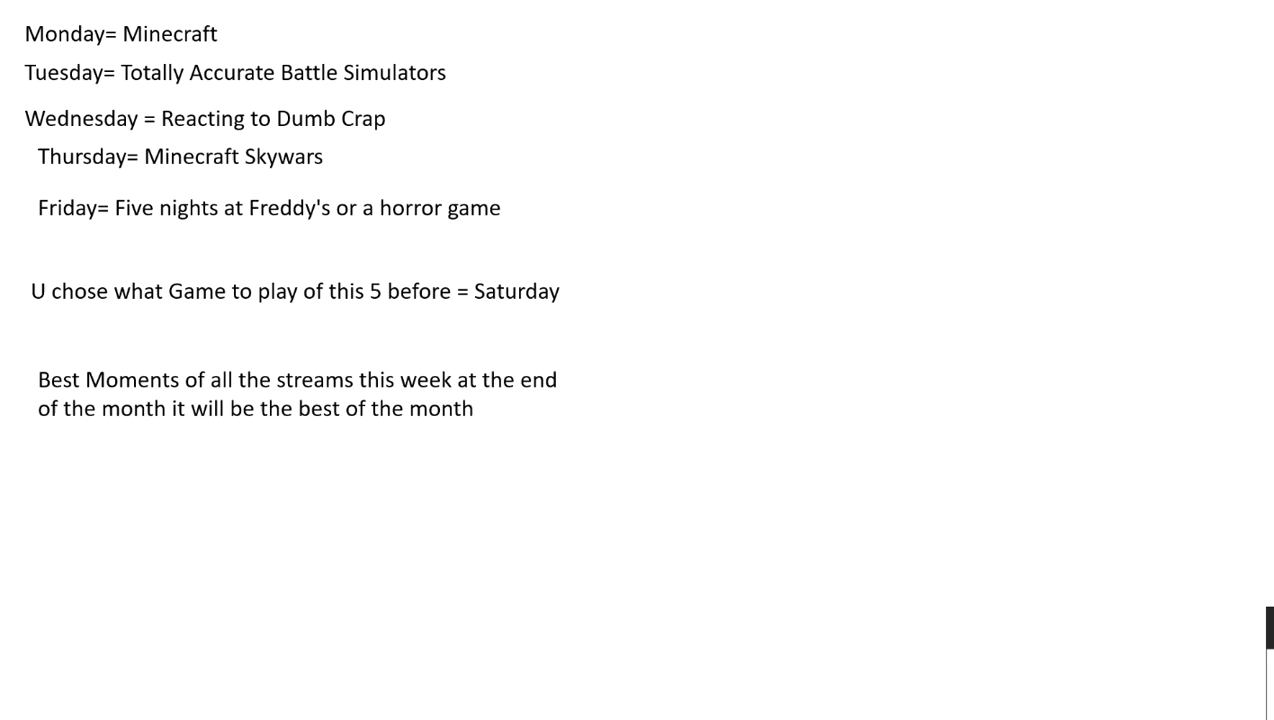 Monday= Minecraft
Tuesday= Totally Accurate Battle Simulators
Wednesday = Reacting to Dumb Crap
Thursday= Minecraft Skywars
Friday= Five nights at Freddy's or a horror game
U chose what Game to play of this 5 before = Saturday
Best Moments of all the streams this week at the end
of the month it will be the best of the month